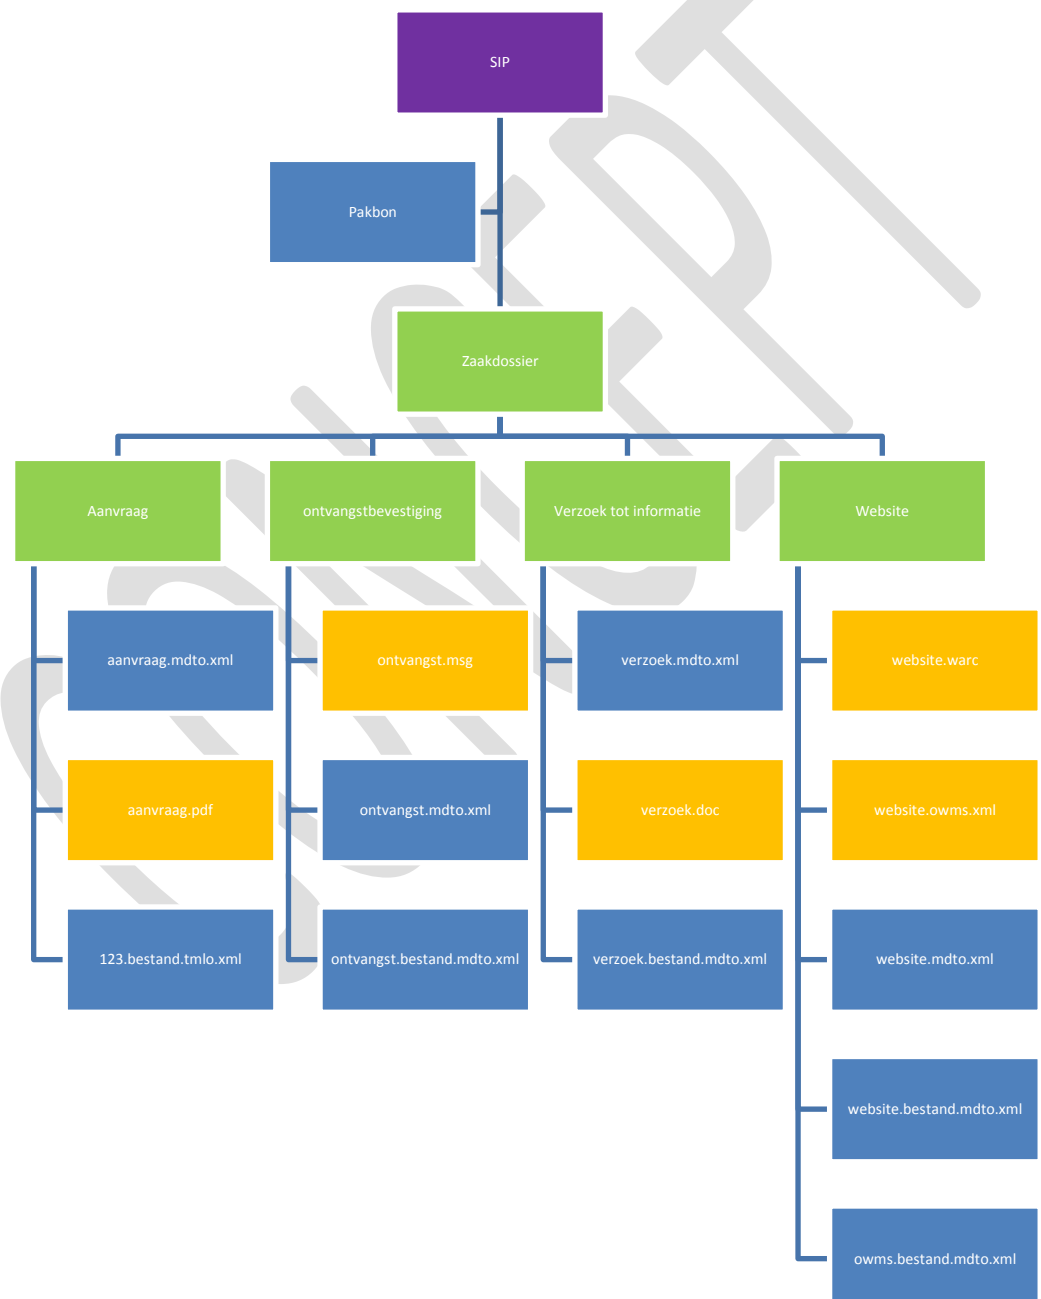 SIP
Pakbon
Zaakdossier
Aanvraag
ontvangstbevestiging
Verzoek tot informatie
Website
aanvraag.mdto.xml
ontvangst.msg
verzoek.mdto.xml
website.warc
aanvraag.pdf
ontvangst.mdto.xml
verzoek.doc
website.owms.xml
123.bestand.tmlo.xml
ontvangst.bestand.mdto.xml
verzoek.bestand.mdto.xml
website.mdto.xml
website.bestand.mdto.xml
owms.bestand.mdto.xml